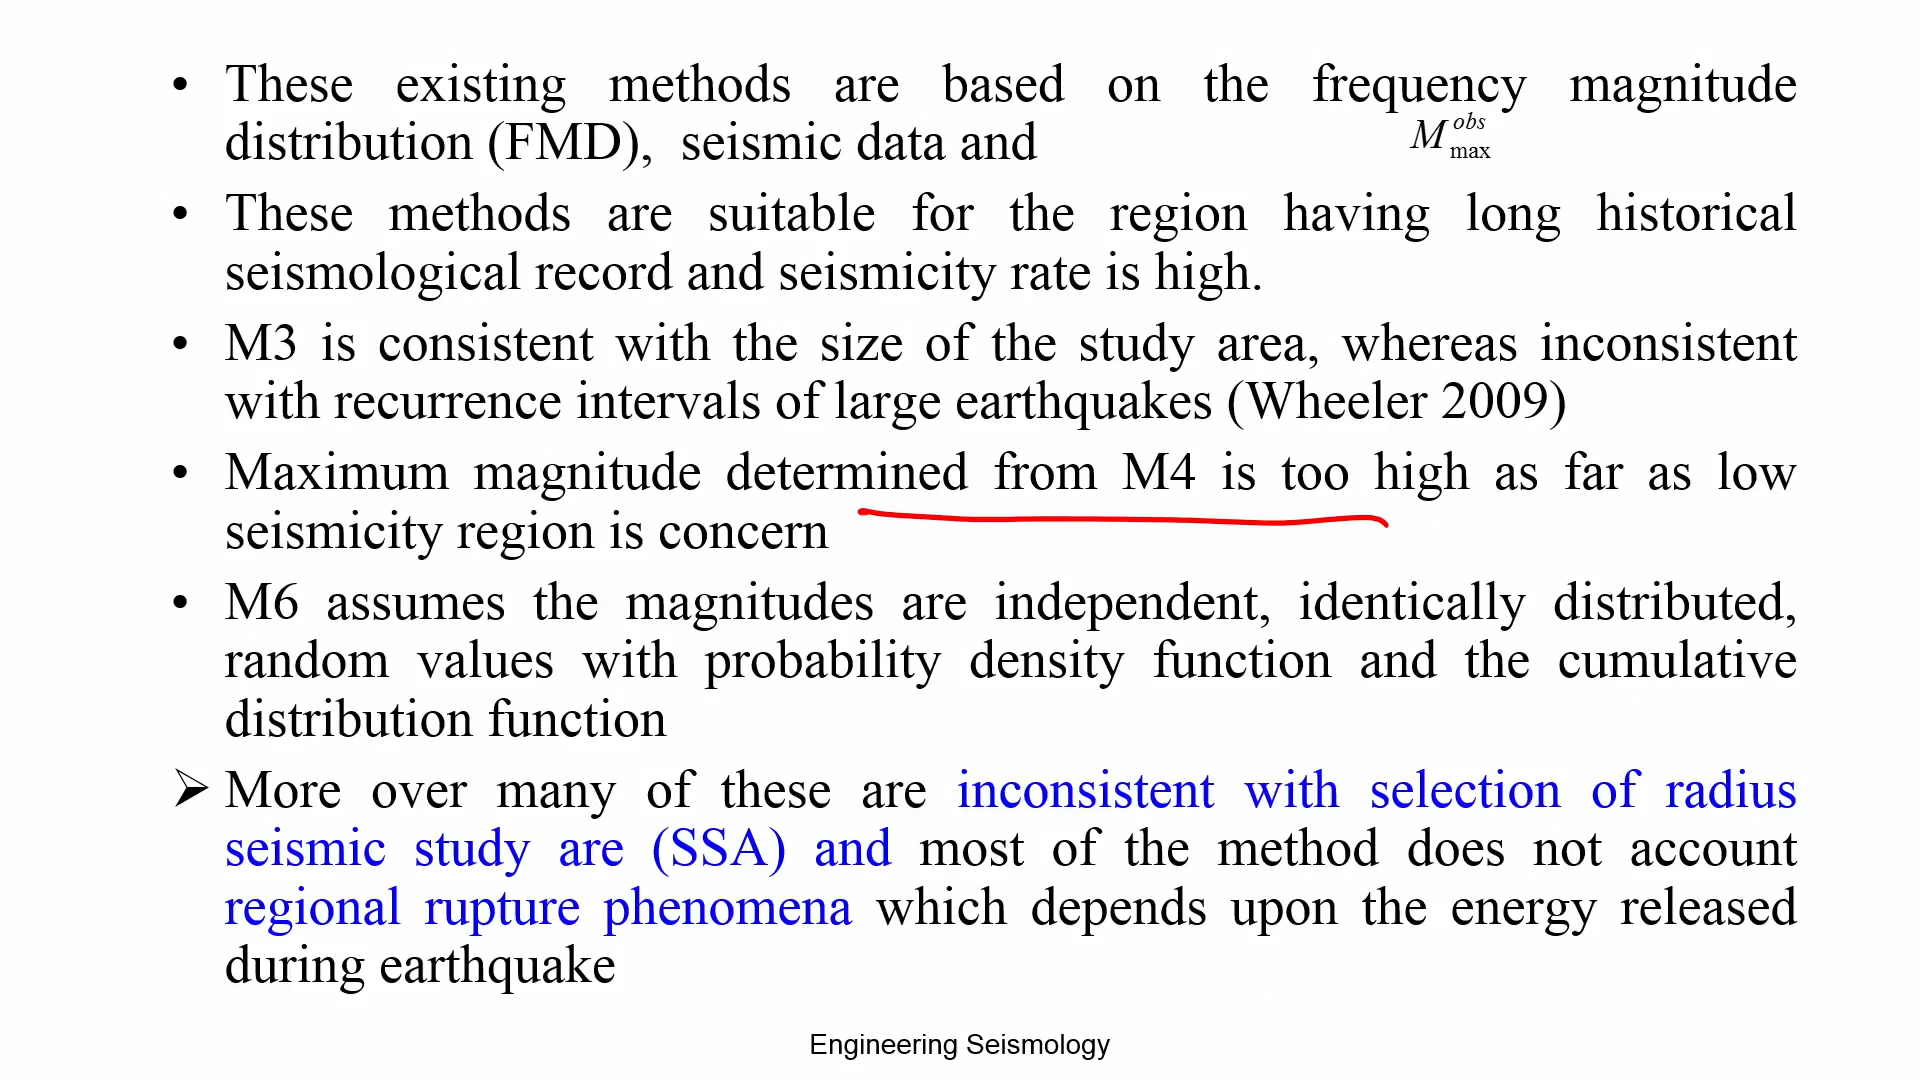 • These existing methods are based on the frequency magnitude
distribution (FMD), seismic data and M_max^obs
• These methods are suitable for the region having long historical
seismological record and seismicity rate is high.
• M3 is consistent with the size of the study area, whereas inconsistent
with recurrence intervals of large earthquakes (Wheeler 2009)
• Maximum magnitude determined from M4 is too high as far as low
seismicity region is concern
• M6 assumes the magnitudes are independent, identically distributed,
random values with probability density function and the cumulative
distribution function
➢ More over many of these are inconsistent with selection of radius
seismic study are (SSA) and most of the method does not account
regional rupture phenomena which depends upon the energy released
during earthquake
Engineering Seismology